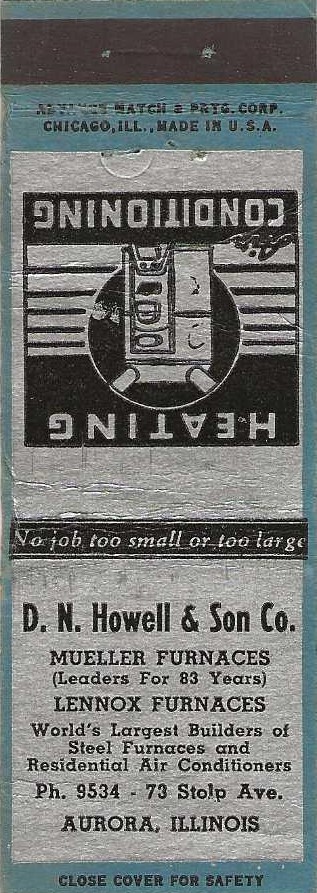 ADVANCE MATCH & PRTG. CORP.
CHICAGO, ILL., MADE IN U.S.A.
HEATING
Air
CONDITIONING
No job too small or too large
D. N. Howell & Son Co.
MUELLER FURNACES
(Leaders For 83 Years)
LENNOX FURNACES
World's Largest Builders of
Steel Furnaces and
Residential Air Conditioners
Ph. 9534 - 73 Stolp Ave.
AURORA, ILLINOIS
CLOSE COVER FOR SAFETY